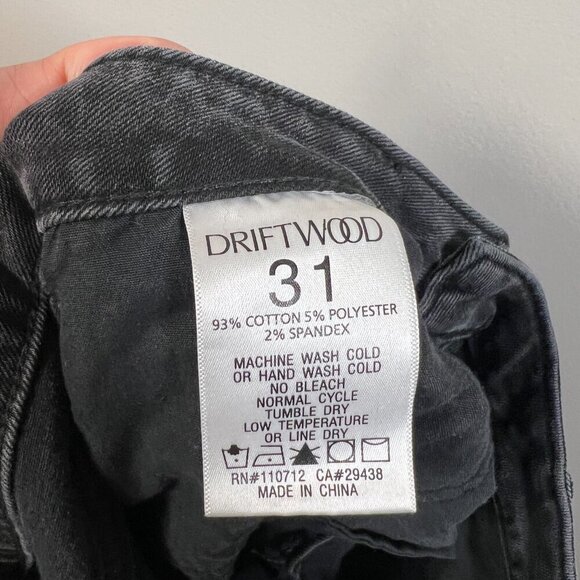 DRIFTWOOD
31
93% COTTON 5% POLYESTER
2% SPANDEX
MACHINE WASH COLD
OR HAND WASH COLD
NO BLEACH
NORMAL CYCLE
TUMBLE DRY
LOW TEMPERATURE
OR LINE DRY
RN#110712 CA#29438
MADE IN CHINA